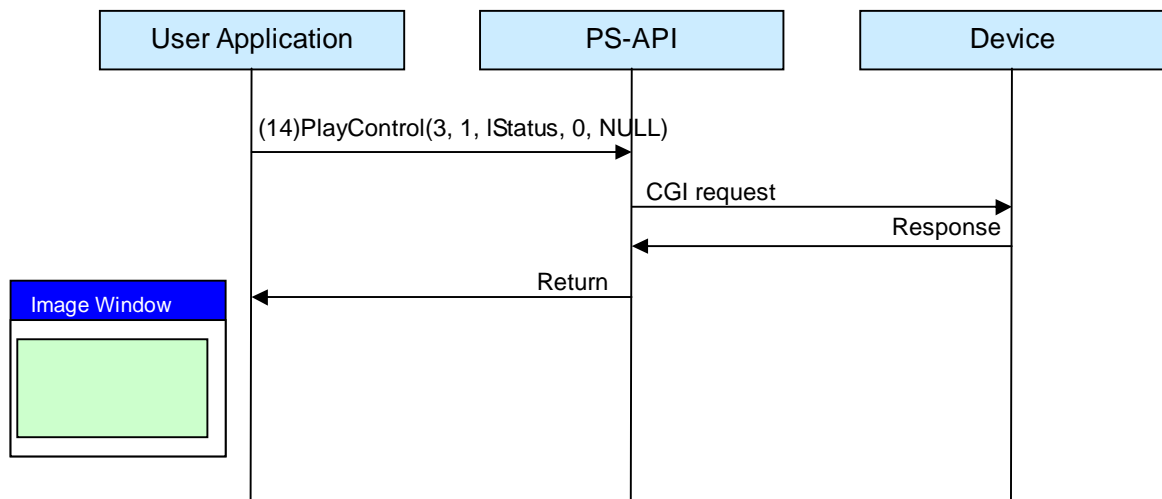 User Application
PS-API
Device
(14)PlayControl(3, 1, lStatus, 0, NULL)
CGI request
Response
Return
Image Window